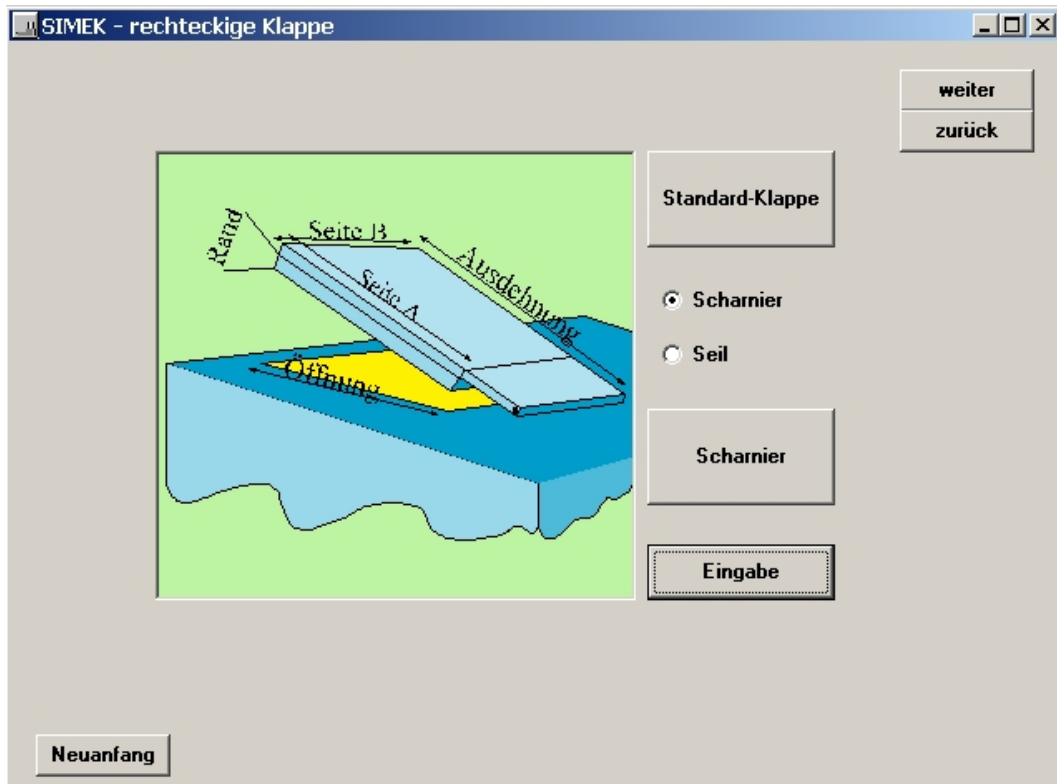 SIMEK - rechteckige Klappe
weiter
zurück
Standard-Klappe
Rand
Seite B
Ausdehnung
Seite A
Öffnung
Scharnier
Seil
Scharnier
Eingabe
Neuanfang